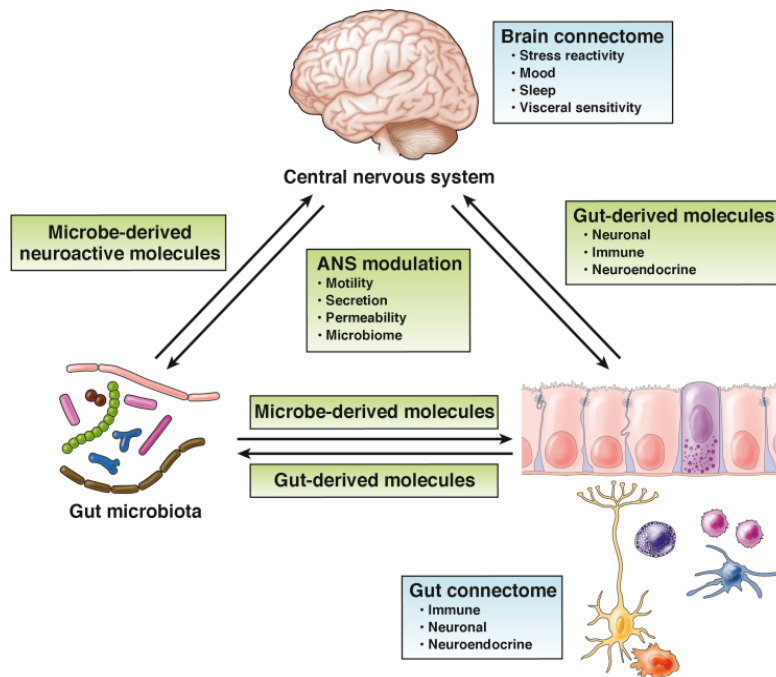 Brain connectome
· Stress reactivity
· Mood
· Sleep
· Visceral sensitivity
Central nervous system
Microbe-derived
neuroactive molecules
Gut-derived molecules
· Neuronal
· Immune
· Neuroendocrine
ANS modulation
· Motility
· Secretion
· Permeability
· Microbiome
Microbe-derived molecules
Gut-derived molecules
Gut microbiota
Gut connectome
· Immune
· Neuronal
· Neuroendocrine